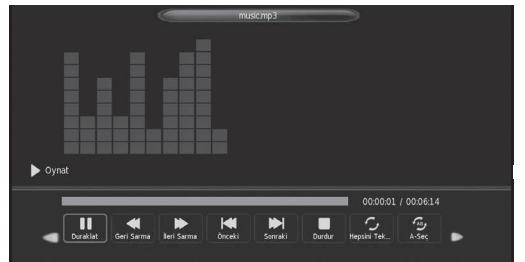 music.mp3
Oynat
00:00:01 / 00:06:14
Duraklat Geri Sarma İleri Sarma Önceki Sonraki Durdur Hepsini Tek... A-Seç
AB